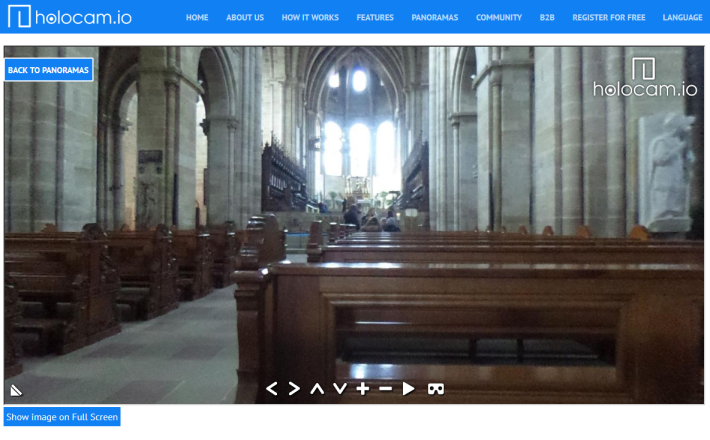 holocam.io
HOME ABOUT US HOW IT WORKS FEATURES PANORAMAS COMMUNITY B2B REGISTER FOR FREE LANGUAGE
BACK TO PANORAMAS
holocam.io
Show image on Full Screen